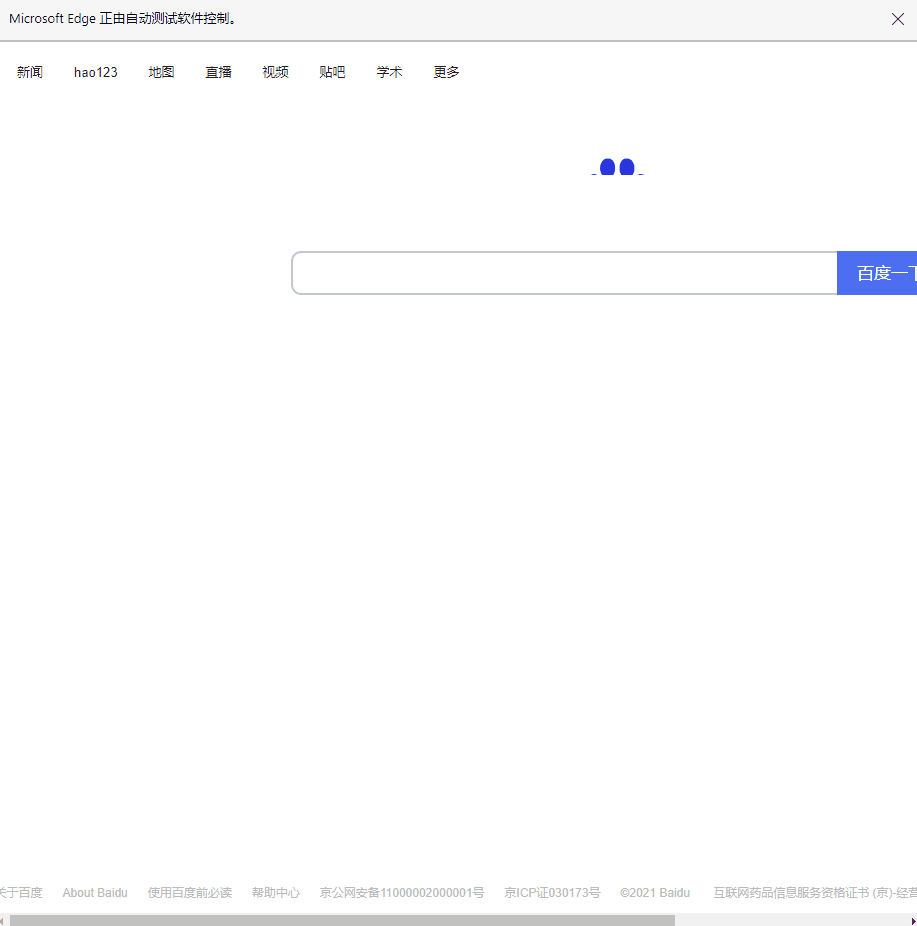 Microsoft Edge 正由自动测试软件控制。
新闻 hao123 地图 直播 视频 贴吧 学术 更多
百度一下
关于百度 About Baidu 使用百度前必读 帮助中心 京公网安备11000002000001号 京ICP证030173号 ©2021 Baidu 互联网药品信息服务资格证书 (京)-经营